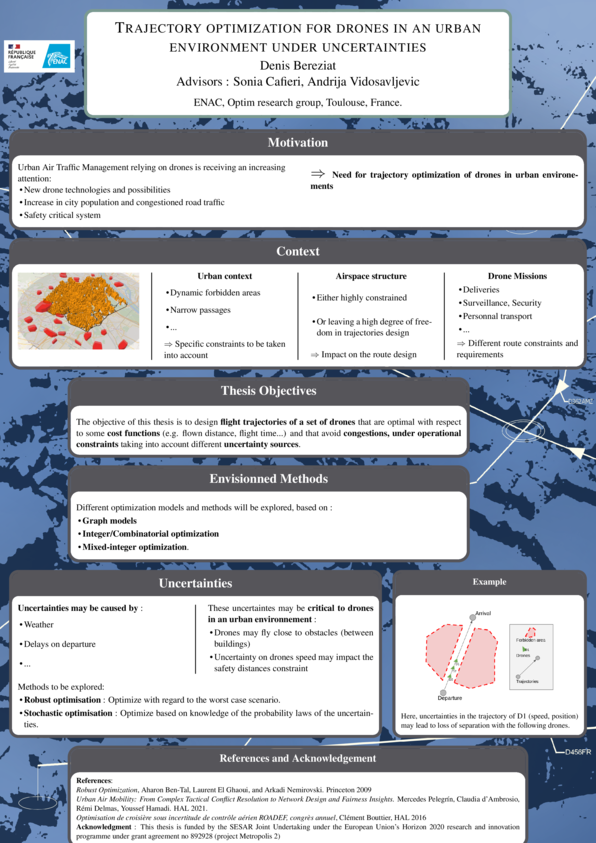 TRAJECTORY OPTIMIZATION FOR DRONES IN AN URBAN
ENVIRONMENT UNDER UNCERTAINTIES
Denis Bereziat
Advisors : Sonia Cafieri, Andrija Vidosavljevic
ENAC, Optim research group, Toulouse, France.
RÉPUBLIQUE
FRANÇAISE
ENAC
Motivation
Urban Air Traffic Management relying on drones is receiving an increasing
attention:
• New drone technologies and possibilities
• Increase in city population and congested road traffic
• Safety critical system
⇒ Need for trajectory optimization of drones in urban environe-
ments
Context
Urban context
• Dynamic forbidden areas
• Narrow passages
• ...
⇒ Specific constraints to be taken
into account
Airspace structure
• Either highly constrained
• Or leaving a high degree of free-
dom in trajectories design
⇒ Impact on the route design
Drone Missions
• Deliveries
• Surveillance, Security
• Personnal transport
• ...
⇒ Different route constraints and
requirements
Thesis Objectives
The objective of this thesis is to design flight trajectories of a set of drones that are optimal with respect
to some cost functions (e.g. flown distance, flight time...) and that avoid congestions, under operational
constraints taking into account different uncertainty sources.
Envisionned Methods
Different optimization models and methods will be explored, based on :
• Graph models
• Integer/Combinatorial optimization
• Mixed-integer optimization.
Uncertainties
Uncertainties may be caused by :
• Weather
• Delays on departure
• ...
These uncertaintes may be critical to drones
in an urban environnement :
• Drones may fly close to obstacles (between
buildings)
• Uncertainty on drones speed may impact the
safety distances constraint
Methods to be explored:
• Robust optimisation : Optimize with regard to the worst case scenario.
• Stochastic optimisation : Optimize based on knowledge of the probability laws of the uncertain-
ties.
Example
Arrival
Forbidden area
Drones
Trajectories
Departure
Here, uncertainties in the trajectory of D1 (speed, position)
may lead to loss of separation with the following drones.
D456FR
References and Acknowledgement
References:
Robust Optimization, Aharon Ben-Tal, Laurent El Ghaoui, and Arkadi Nemirovski. Princeton 2009
Urban Air Mobility: From Complex Tactical Conflict Resolution to Network Design and Fairness Insights. Mercedes Pelegrín, Claudia d'Ambrosio,
Rémi Delmas, Youssef Hamadi. HAL 2021.
Optimisation de croisière sous incertitude de contrôle aérien ROADEF, congrès annuel, Clément Bouttier, HAL 2016
Acknowledgment : This thesis is funded by the SESAR Joint Undertaking under the European Union's Horizon 2020 research and innovation
programme under grant agreement no 892928 (project Metropolis 2)